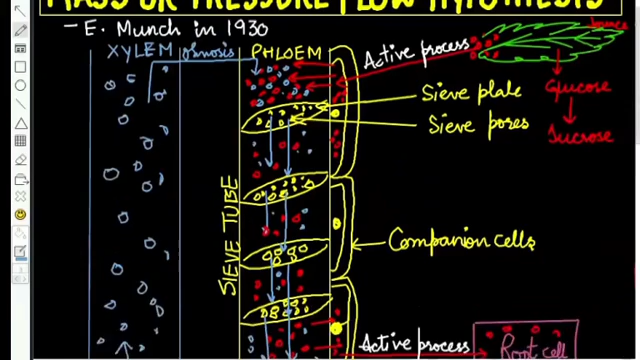 MASS OR PRESSURE FLOW HYPOTHESIS
- E. Munch in 1930
XYLEM osmosis PHLOEM
Active process
Source
Glucose
Sucrose
Sieve plate
Sieve pores
SIEVE TUBE
Companion cells
Active process
Root cell